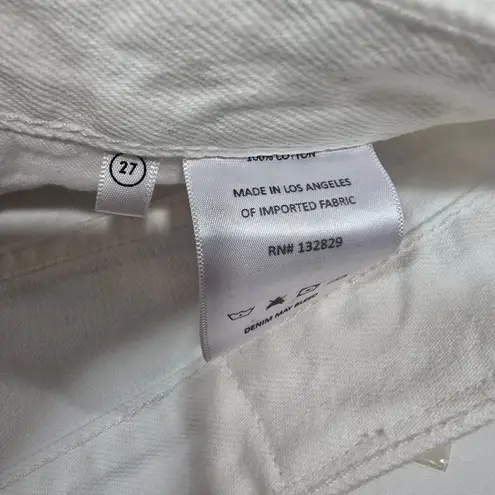 27
100% COTTON
MADE IN LOS ANGELES
OF IMPORTED FABRIC
RN# 132829
DENIM MAY BLEED